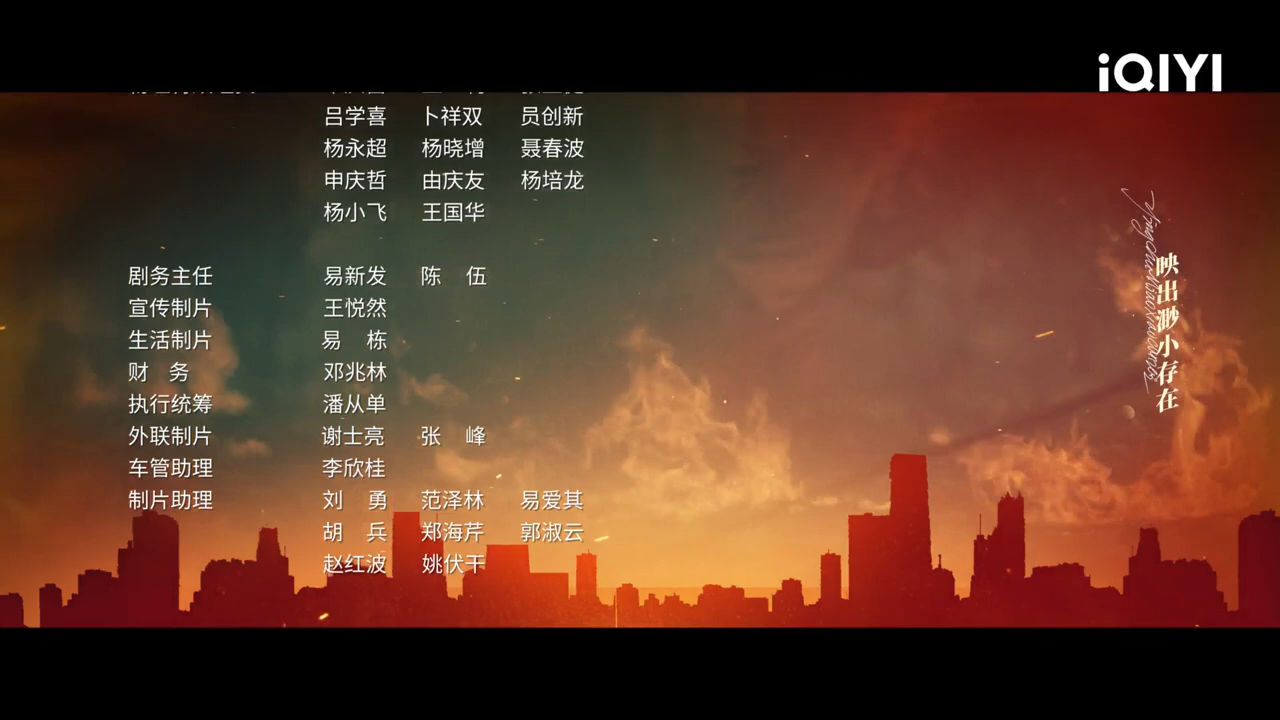 iQIYI
吕学喜 卜祥双 员创新
杨永超 杨晓增 聂春波
申庆哲 由庆友 杨培龙
杨小飞 王国华
剧务主任 易新发 陈 伍
宣传制片 王悦然
生活制片 易 栋
财 务 邓兆林
执行统筹 潘从单
外联制片 谢士亮 张 峰
车管助理 李欣桂
制片助理 刘 勇 范泽林 易爱其
胡 兵 郑海芹 郭淑云
赵红波 姚伏干
映出渺小存在